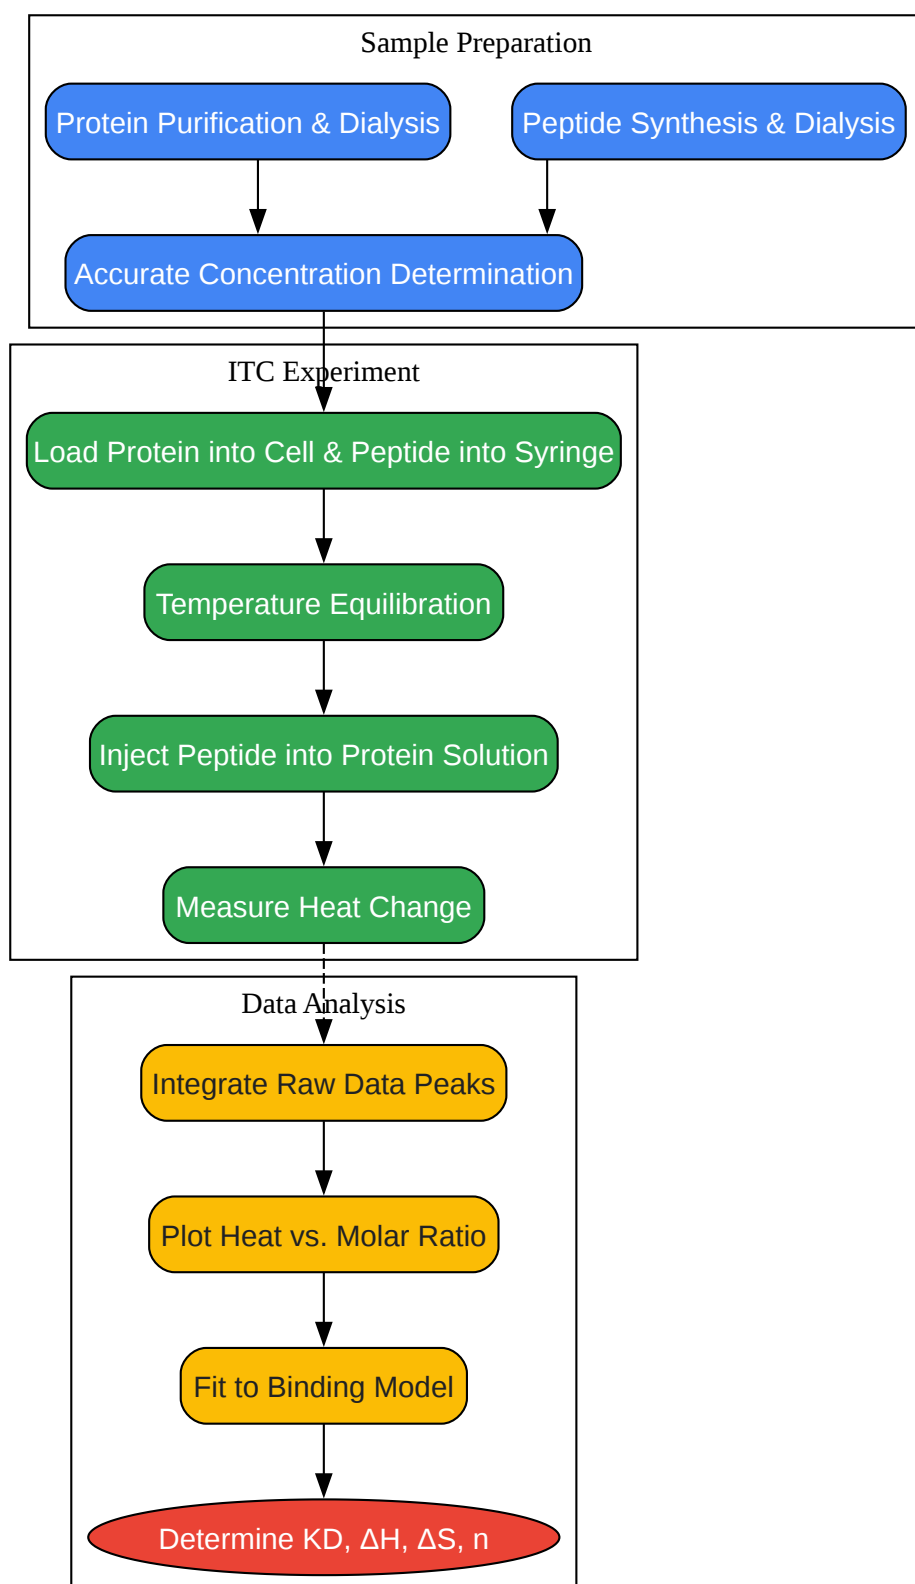 Sample Preparation
Protein Purification & Dialysis
Peptide Synthesis & Dialysis
Accurate Concentration Determination
ITC Experiment
Load Protein into Cell & Peptide into Syringe
Temperature Equilibration
Inject Peptide into Protein Solution
Measure Heat Change
Data Analysis
Integrate Raw Data Peaks
Plot Heat vs. Molar Ratio
Fit to Binding Model
Determine KD, ΔH, ΔS, n